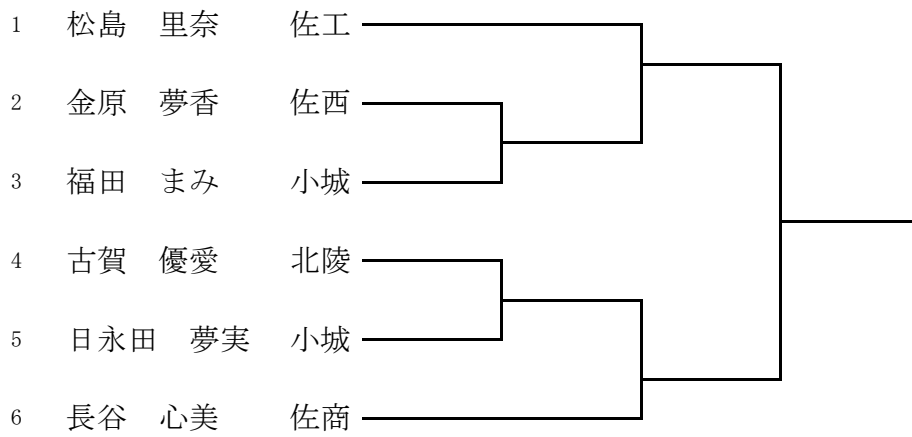 1 松島 里奈 佐工
2 金原 夢香 佐西
3 福田 まみ 小城
4 古賀 優愛 北陵
5 日永田 夢実 小城
6 長谷 心美 佐商